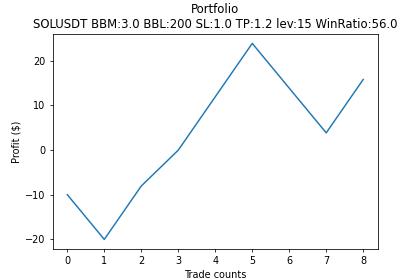 Portfolio
SOLUSDT BBM:3.0 BBL:200 SL:1.0 TP:1.2 lev:15 WinRatio:56.0
20
10
0
−10
−20
Profit ($)
0 1 2 3 4 5 6 7 8
Trade counts